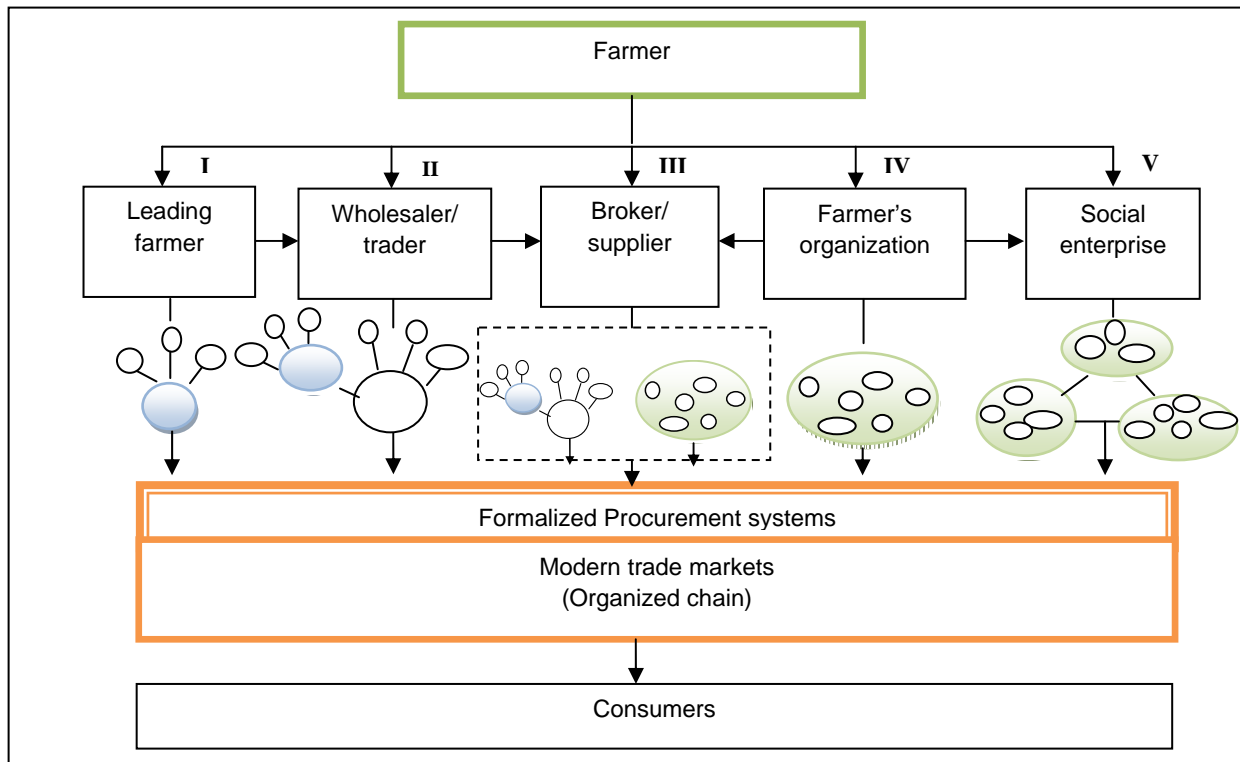 Farmer
I
II
III
IV
V
Leading
farmer
Wholesaler/
trader
Broker/
supplier
Farmer’s
organization
Social
enterprise
Formalized Procurement systems
Modern trade markets
(Organized chain)
Consumers